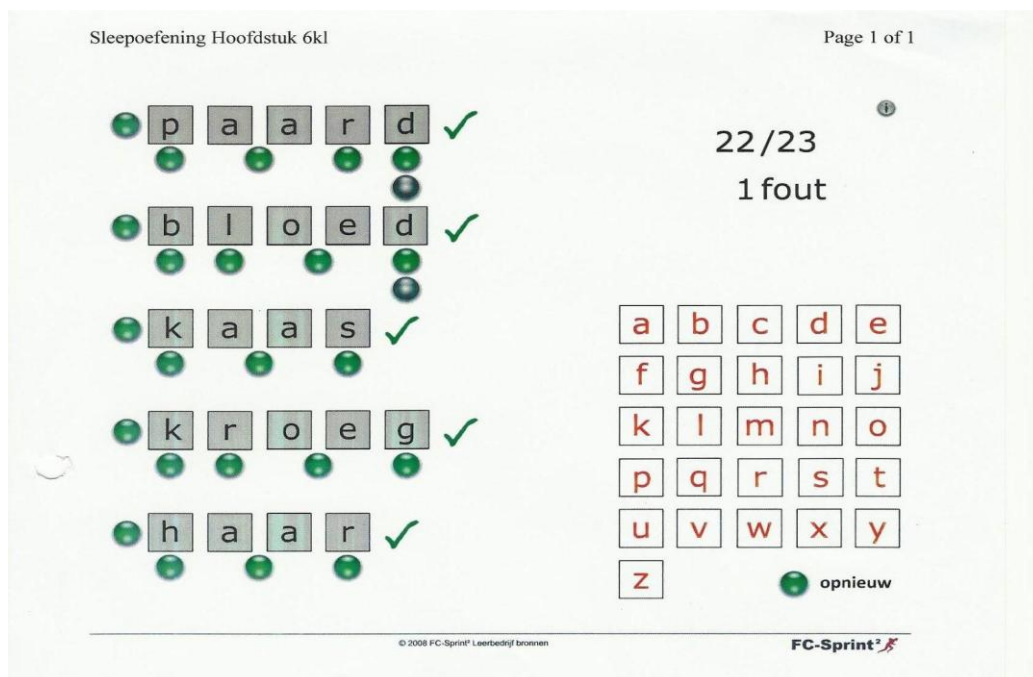 Sleepoefening Hoofdstuk 6kl
Page 1 of 1
p a a r d
22/23
1 fout
b l o e d
k a a s
k r o e g
h a a r
a b c d e
f g h i j
k l m n o
p q r s t
u v w x y
z
opnieuw
© 2008 FC-Sprint² Leerbedrijf bronnen
FC-Sprint²